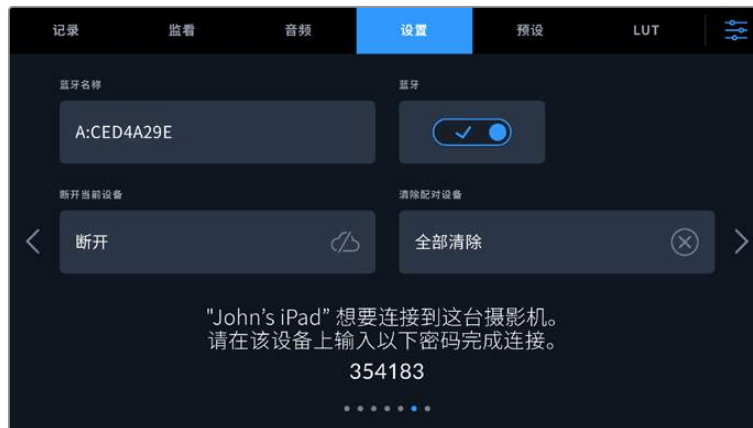 记录 监看 音频 设置 预设 LUT
蓝牙名称 蓝牙
A:CED4A29E
断开当前设备 清除配对设备
断开 全部清除
"John’s iPad” 想要连接到这台摄影机。
请在该设备上输入以下密码完成连接。
354183